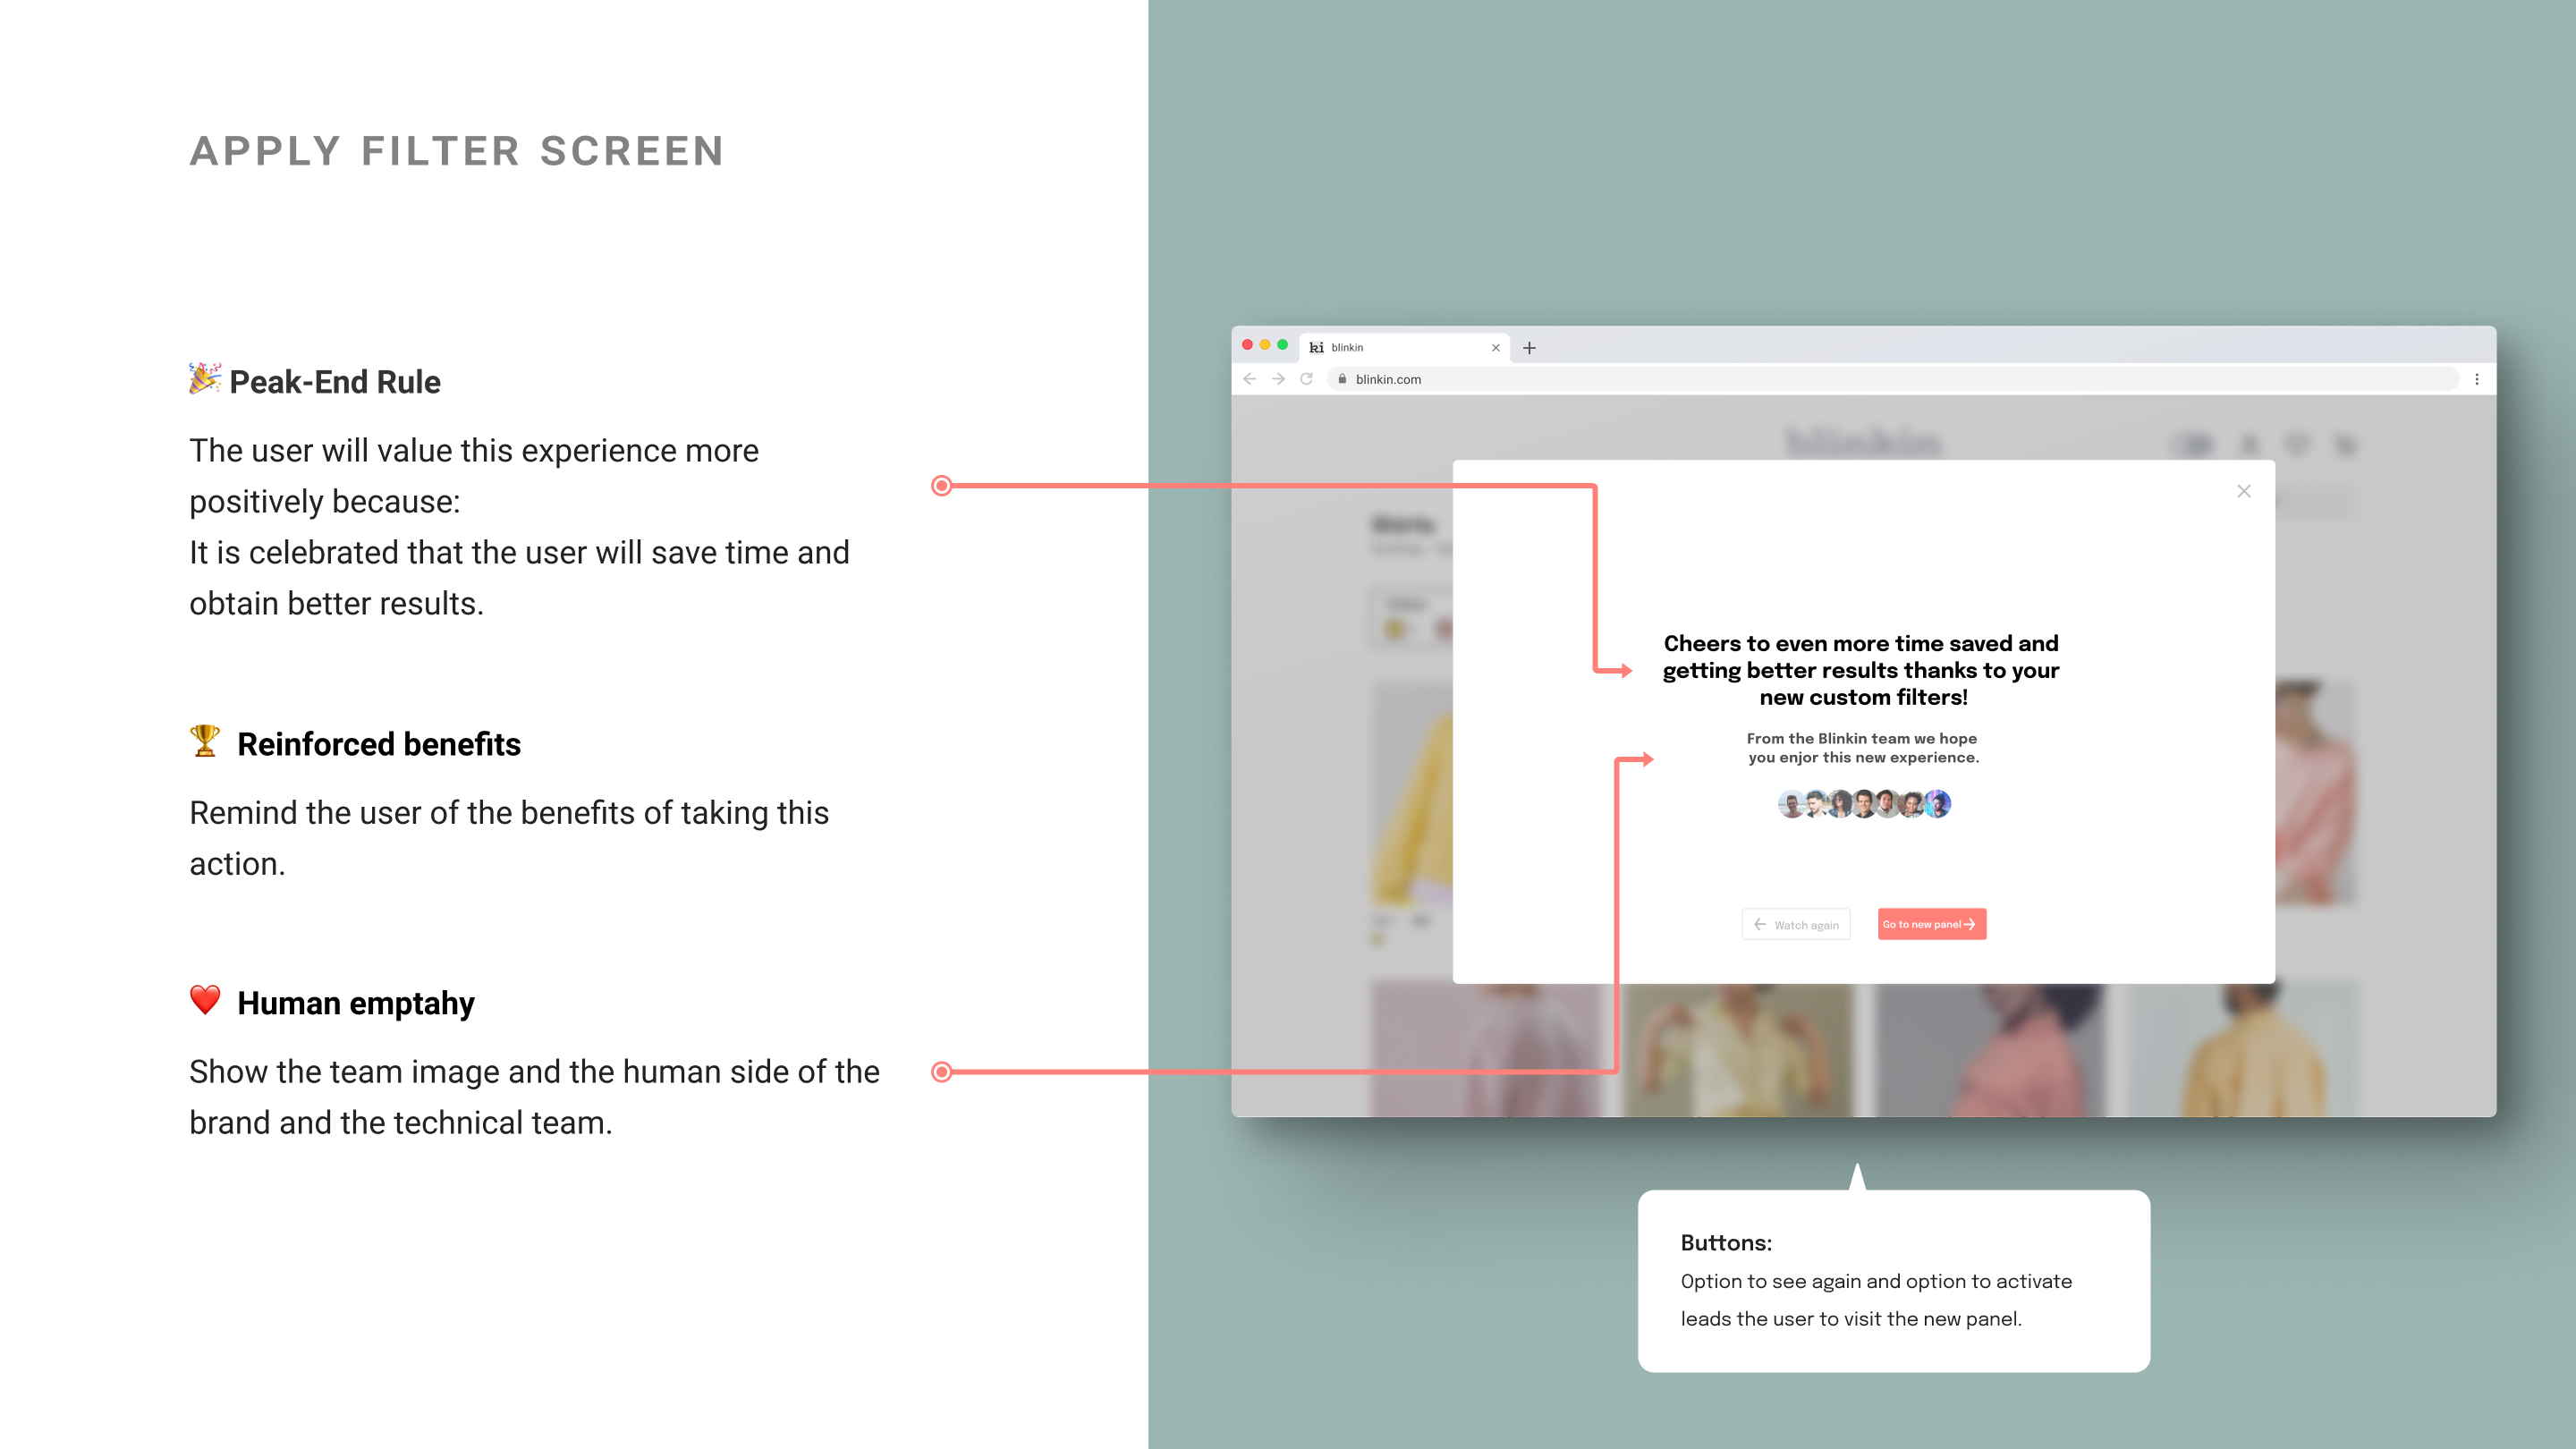 APPLY FILTER SCREEN
🎉 Peak-End Rule
The user will value this experience more
positively because:
It is celebrated that the user will save time and
obtain better results.
🏆 Reinforced benefits
Remind the user of the benefits of taking this
action.
❤️ Human emptahy
Show the team image and the human side of the
brand and the technical team.
ki blinkin
blinkin.com
blinkin
Shirts
Cheers to even more time saved and
getting better results thanks to your
new custom filters!
From the Blinkin team we hope
you enjor this new experience.
Watch again
Go to new panel
Buttons:
Option to see again and option to activate
leads the user to visit the new panel.